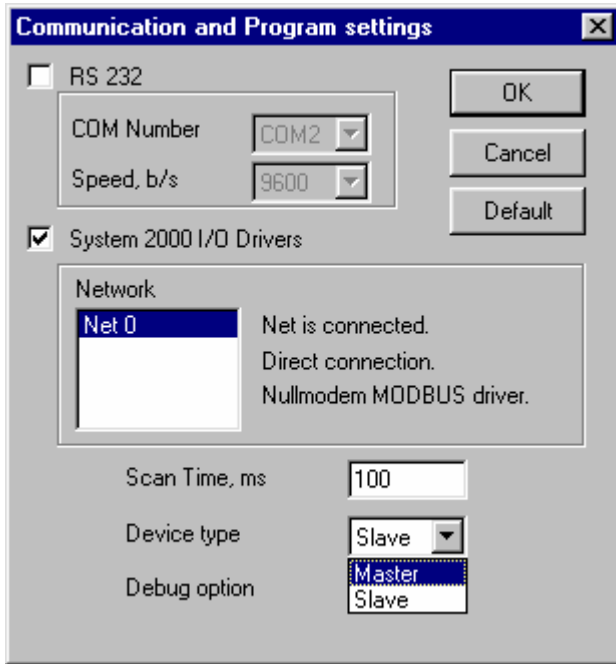 Communication and Program settings
RS 232
OK
COM Number COM2
Cancel
Speed, b/s 9600
Default
System 2000 I/O Drivers
Network
Net 0 Net is connected.
Direct connection.
Nullmodem MODBUS driver.
Scan Time, ms 100
Device type Slave
Master
Debug option Slave